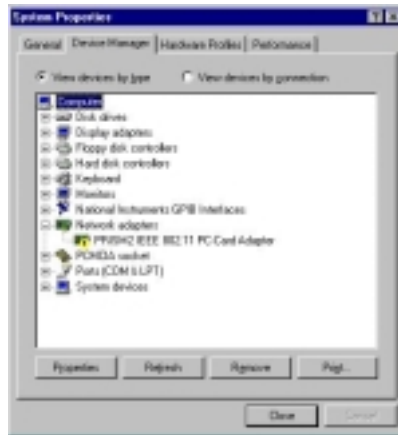 System Properties
General Device Manager Hardware Profiles Performance
View devices by type View devices by connection
Computer
Disk drives
Display adapters
Floppy disk controllers
Hard disk controllers
Keyboard
Monitors
National Instruments GPIB Interfaces
Network adapters
PRISM2 IEEE 802.11 PC-Card Adapter
PCMCIA socket
Ports (COM & LPT)
System devices
Properties Refresh Remove Print...
Close Cancel